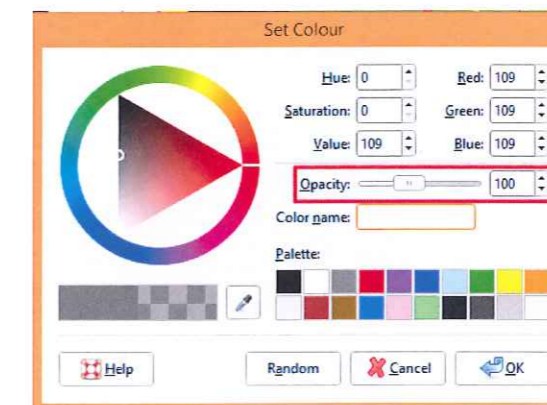 Set Colour
Hue: 0 Red: 109
Saturation: 0 Green: 109
Value: 109 Blue: 109
Opacity: 100
Color name:
Palette:
Help Random Cancel OK